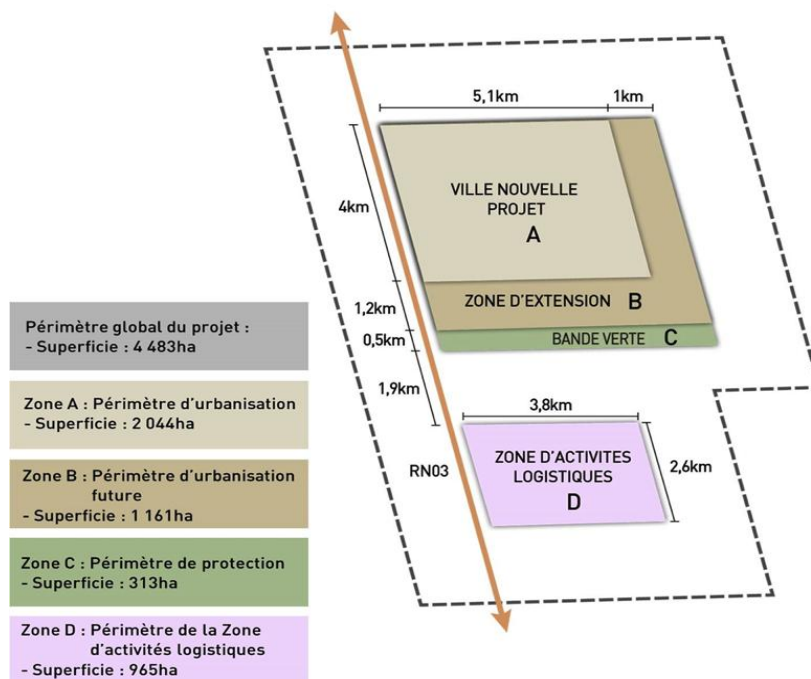 5,1km
1km
4km
VILLE NOUVELLE
PROJET
A
ZONE D'EXTENSION B
1,2km
0,5km
BANDE VERTE C
1,9km
3,8km
RN03
ZONE D'ACTIVITES
LOGISTIQUES
D
2,6km
Périmètre global du projet :
- Superficie : 4 483ha
Zone A : Périmètre d'urbanisation
- Superficie : 2 044ha
Zone B : Périmètre d'urbanisation
future
- Superficie : 1 161ha
Zone C : Périmètre de protection
- Superficie : 313ha
Zone D : Périmètre de la Zone
d'activités logistiques
- Superficie : 965ha